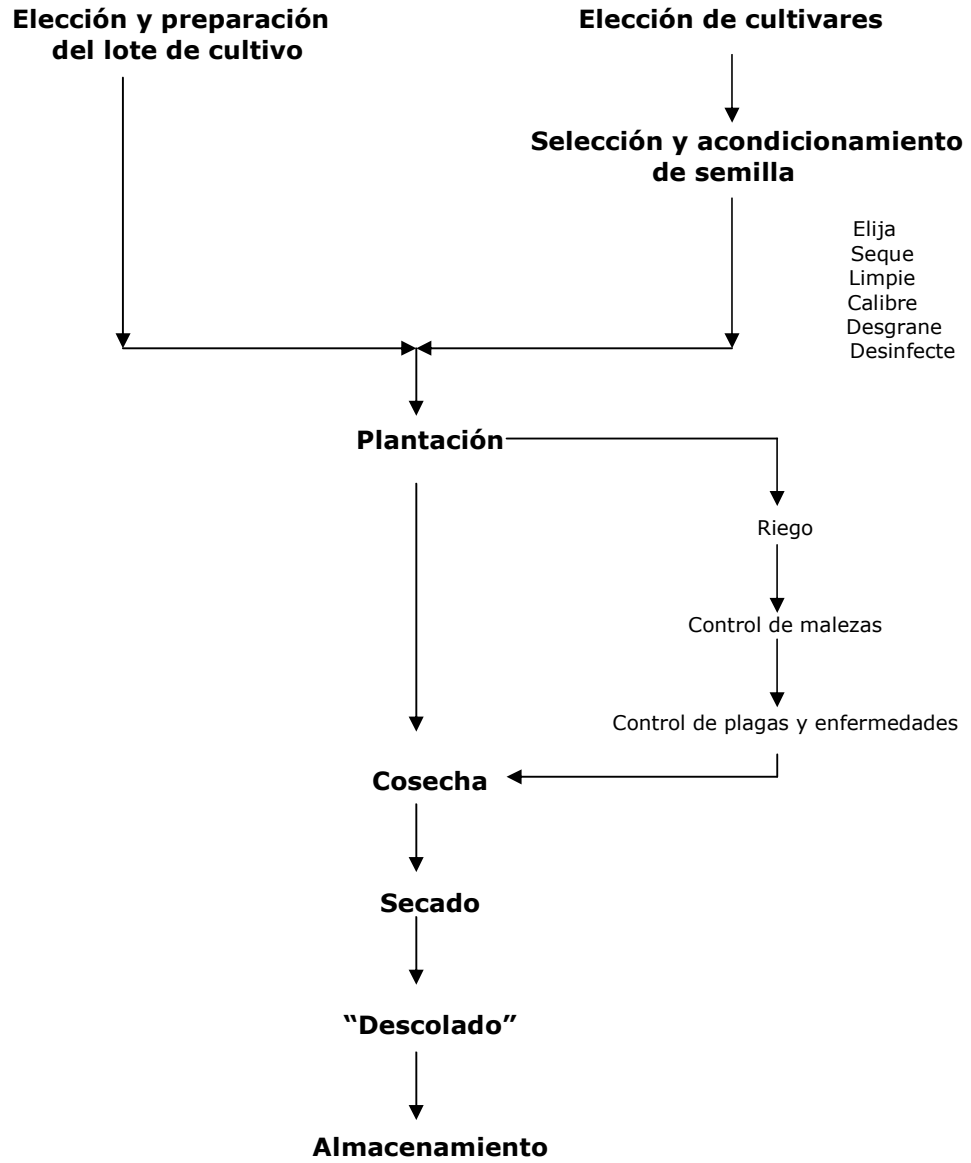 Elección y preparación
del lote de cultivo
Elección de cultivares
Selección y acondicionamiento
de semilla
Elija
Seque
Limpie
Calibre
Desgrane
Desinfecte
Plantación
Riego
Control de malezas
Control de plagas y enfermedades
Cosecha
Secado
“Descolado”
Almacenamiento